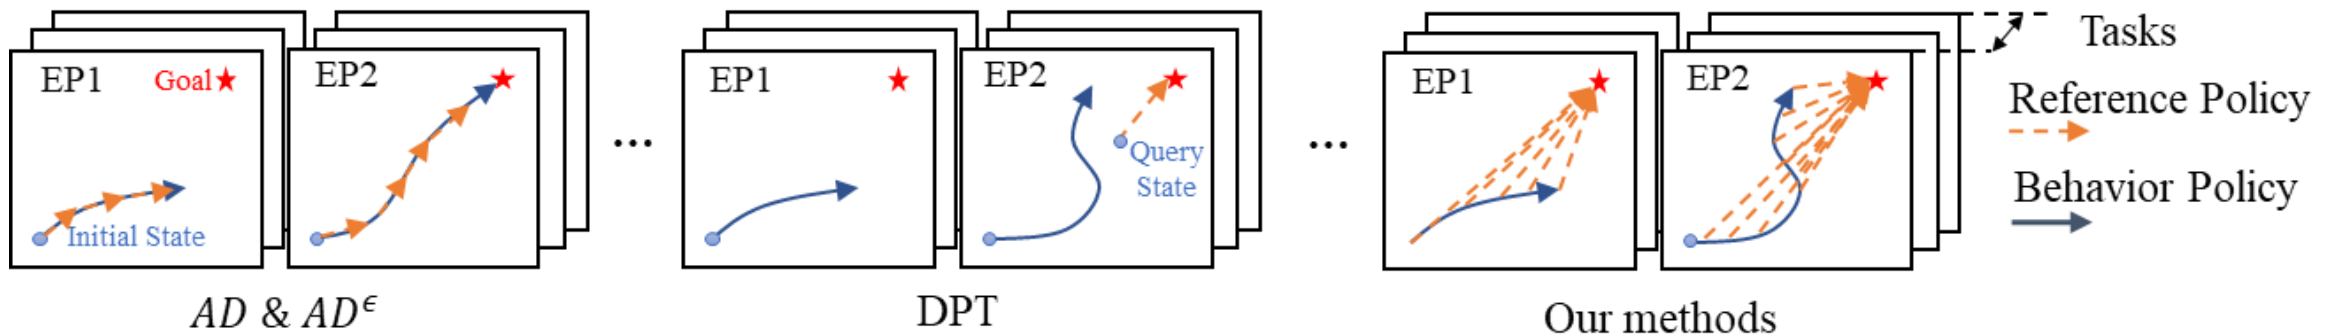 EP1
Goal
Initial State
EP2
...
AD & AD^ϵ
EP1
EP2
Query
State
...
DPT
EP1
EP2
Our methods
Tasks
Reference Policy
Behavior Policy